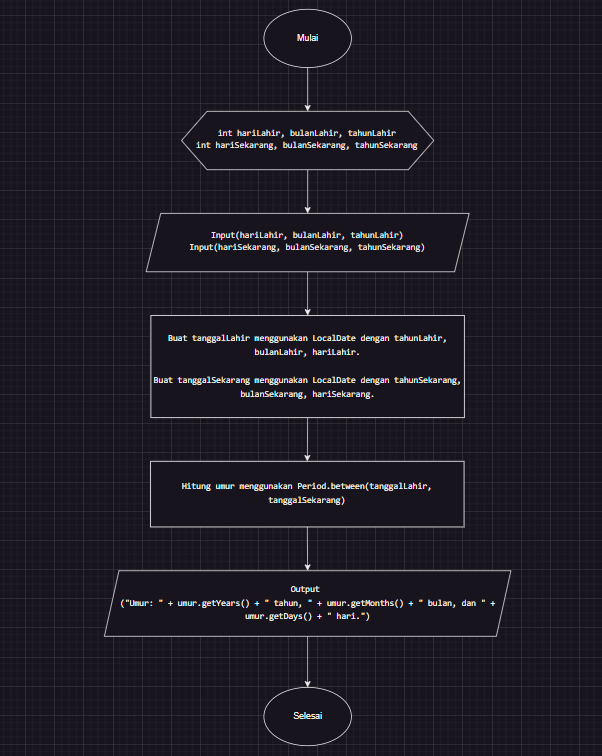 Mulai
int hariLahir, bulanLahir, tahunLahir
int hariSekarang, bulanSekarang, tahunSekarang
Input(hariLahir, bulanLahir, tahunLahir)
Input(hariSekarang, bulanSekarang, tahunSekarang)
Buat tanggalLahir menggunakan LocalDate dengan tahunLahir,
bulanLahir, hariLahir.
Buat tanggalSekarang menggunakan LocalDate dengan tahunSekarang,
bulanSekarang, hariSekarang.
Hitung umur menggunakan Period.between(tanggalLahir,
tanggalSekarang)
Output
("Umur: " + umur.getYears() + " tahun, " + umur.getMonths() + " bulan, dan " +
umur.getDays() + " hari.")
Selesai